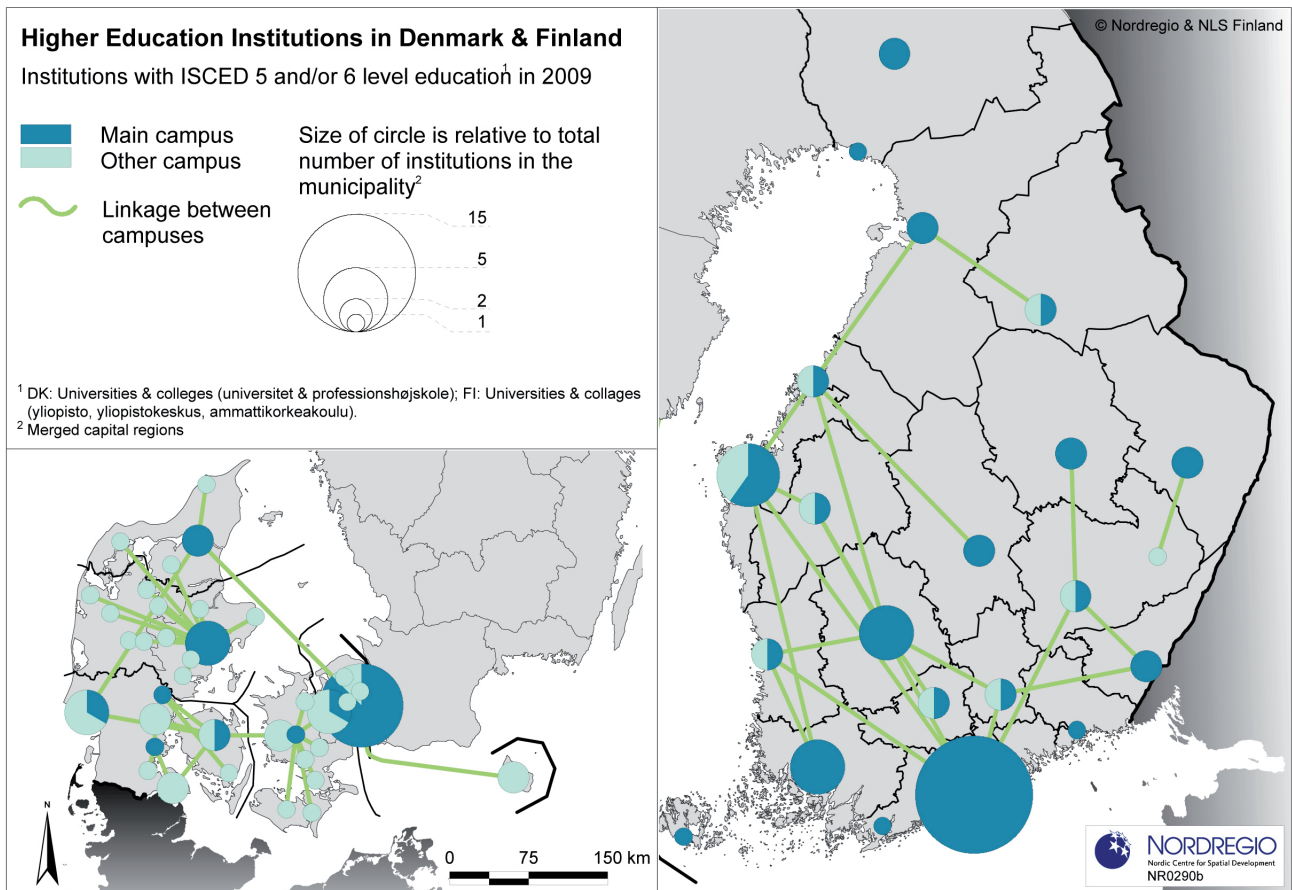 Higher Education Institutions in Denmark & Finland
Institutions with ISCED 5 and/or 6 level education1 in 2009
Main campus
Other campus
Linkage between
campuses
Size of circle is relative to total
number of institutions in the
municipality2
15
5
2
1
1 DK: Universities & colleges (universitet & professionshøjskole); FI: Universities & collages
(yliopisto, yliopistokeskus, ammattikorkeakoulu).
2 Merged capital regions
© Nordregio & NLS Finland
N
0 75 150 km
NORDREGIO
Nordic Centre for Spatial Development
NR0290b